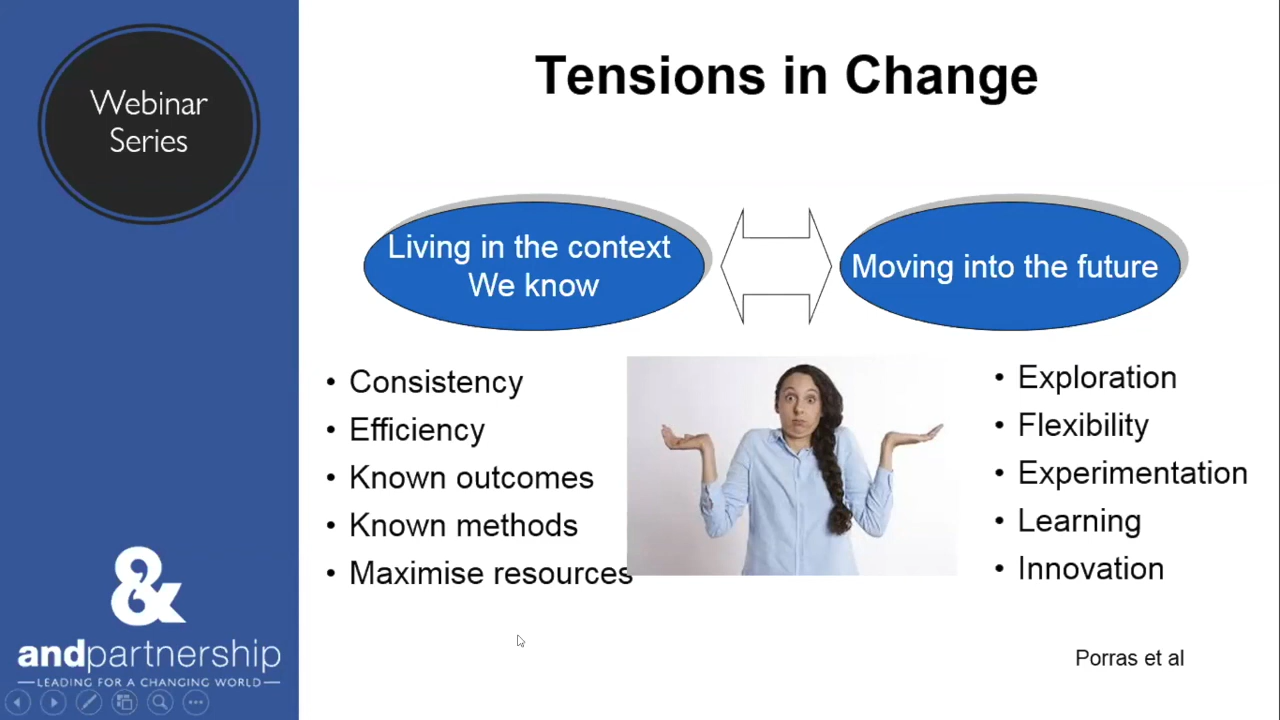 Webinar
Series
Tensions in Change
Living in the context
We know
Moving into the future
• Consistency
• Efficiency
• Known outcomes
• Known methods
• Maximise resources
• Exploration
• Flexibility
• Experimentation
• Learning
• Innovation
Porras et al
&
andpartnership
LEADING FOR A CHANGING WORLD